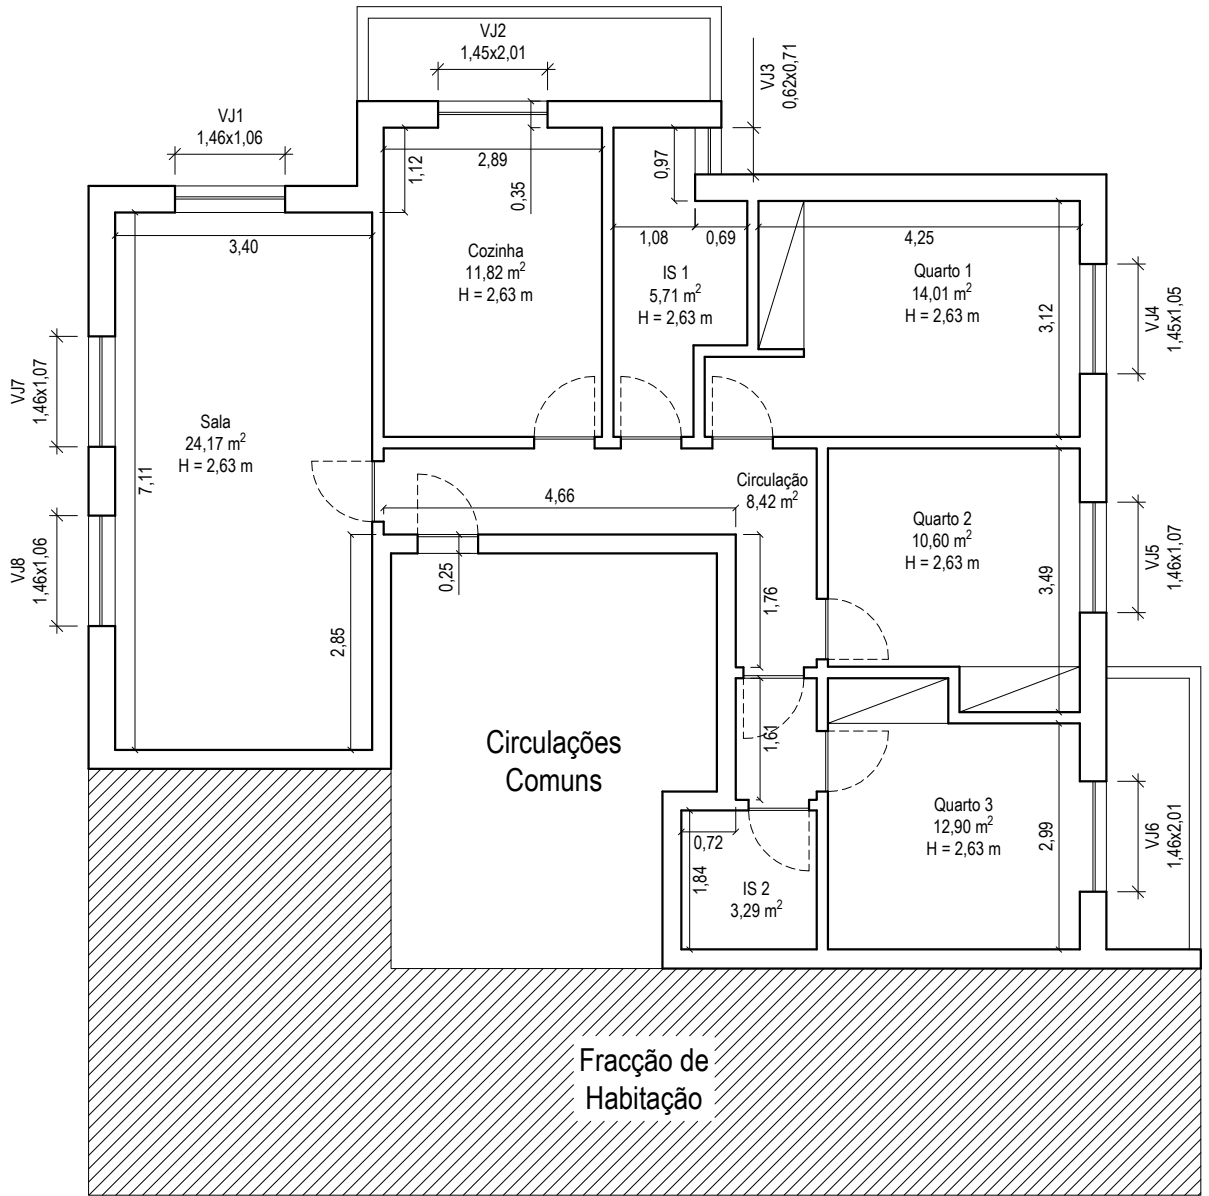 VJ2
1,45x2,01
VJ3
0,62x0,71
VJ1
1,46x1,06
1,12
2,89
0,35
0,97
3,40
Cozinha
11,82 m²
H = 2,63 m
1,08
0,69
IS 1
5,71 m²
H = 2,63 m
4,25
Quarto 1
14,01 m²
H = 2,63 m
3,12
VJ4
1,45x1,05
VJ7
1,46x1,07
Sala
24,17 m²
H = 2,63 m
7,11
4,66
Circulação
8,42 m²
Quarto 2
10,60 m²
H = 2,63 m
3,49
VJ5
1,46x1,07
VJ8
1,46x1,06
0,25
1,76
2,85
1,61
Circulações
Comuns
Quarto 3
12,90 m²
H = 2,63 m
2,99
VJ6
1,46x2,01
0,72
1,84
IS 2
3,29 m²
Fracção de
Habitação